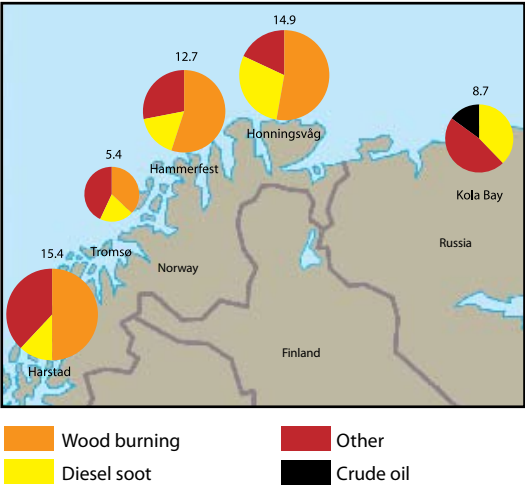 14.9
12.7
8.7
Honningsvåg
5.4
Hammerfest
Kola Bay
Tromsø
15.4
Norway
Russia
Finland
Harstad
Wood burning
Other
Diesel soot
Crude oil